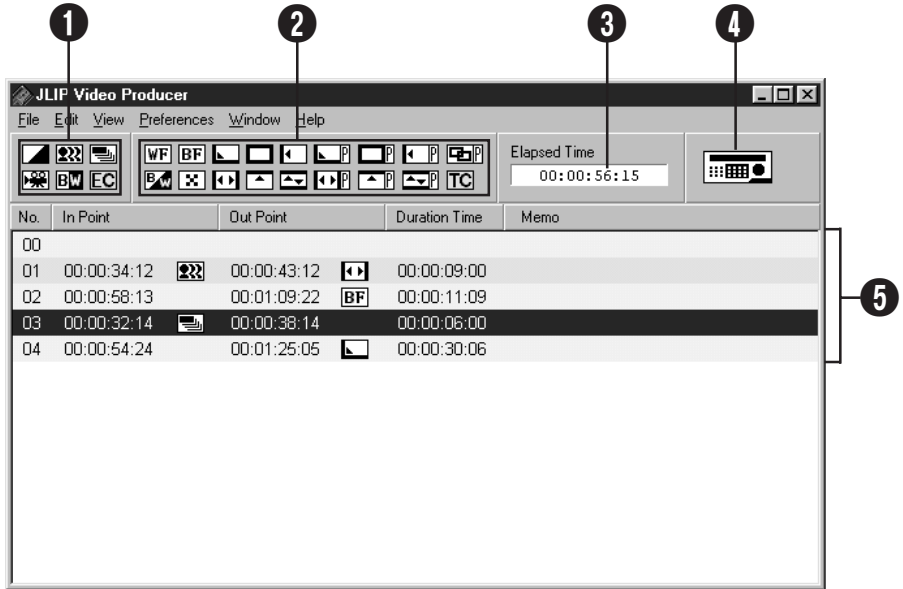 1 2 3 4
JLIP Video Producer
File Edit View Preferences Window Help
WF BF P P P P
BW EC B/W P P P TC
Elapsed Time
00:00:56:15
No. In Point Out Point Duration Time Memo
00
01 00:00:34:12 00:00:43:12 00:00:09:00
02 00:00:58:13 00:01:09:22 BF 00:00:11:09
03 00:00:32:14 00:00:38:14 00:00:06:00
04 00:00:54:24 00:01:25:05 00:00:30:06
5